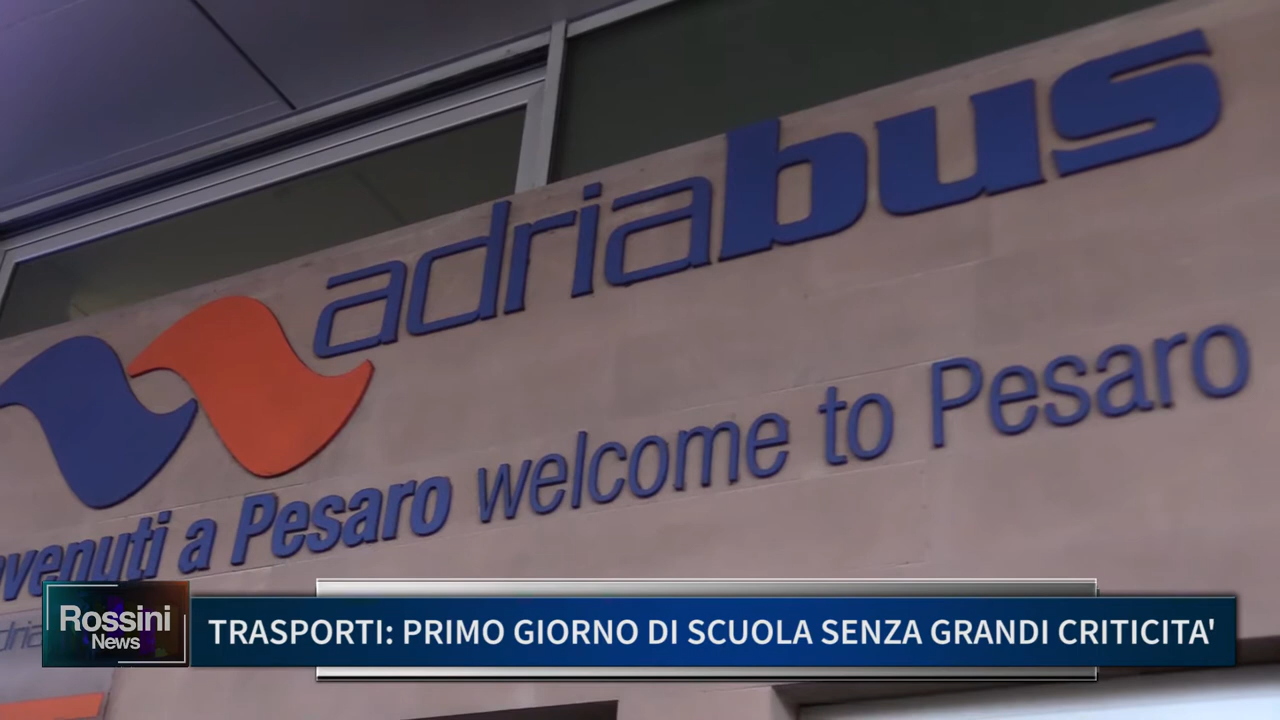 adriabus
venuti a Pesaro welcome to Pesaro
Rossini
News
TRASPORTI: PRIMO GIORNO DI SCUOLA SENZA GRANDI CRITICITA'